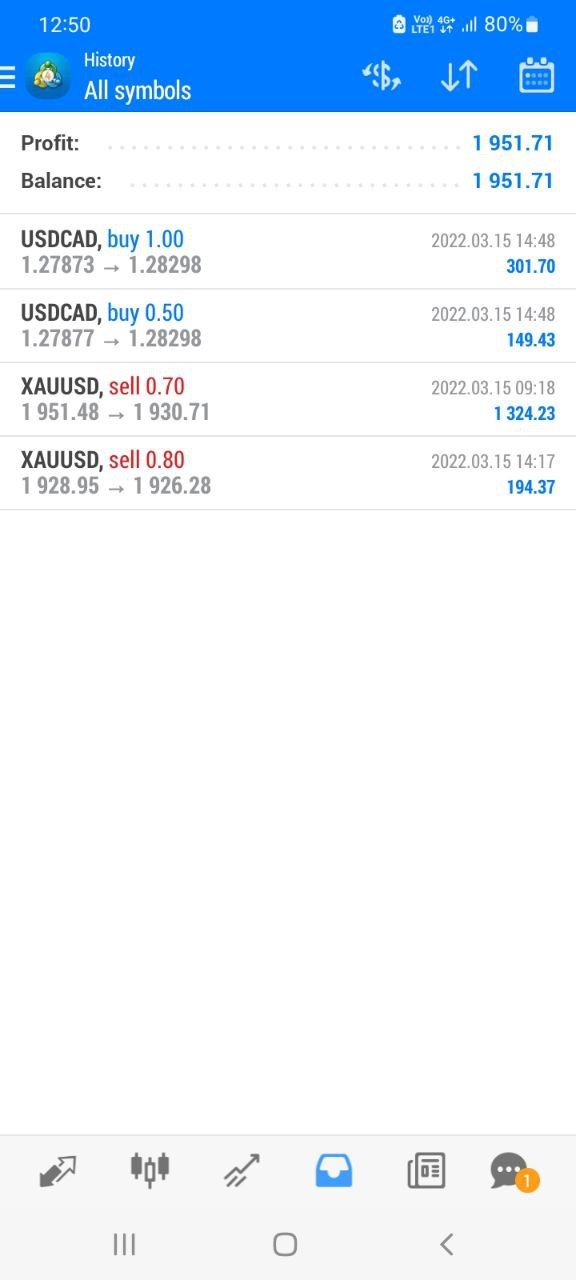 12:50
Vo)) LTE1 4G+ 80%
History
All symbols
Profit: 1 951.71
Balance: 1 951.71
USDCAD, buy 1.00 2022.03.15 14:48
1.27873 → 1.28298 301.70
USDCAD, buy 0.50 2022.03.15 14:48
1.27877 → 1.28298 149.43
XAUUSD, sell 0.70 2022.03.15 09:18
1 951.48 → 1 930.71 1 324.23
XAUUSD, sell 0.80 2022.03.15 14:17
1 928.95 → 1 926.28 194.37
1